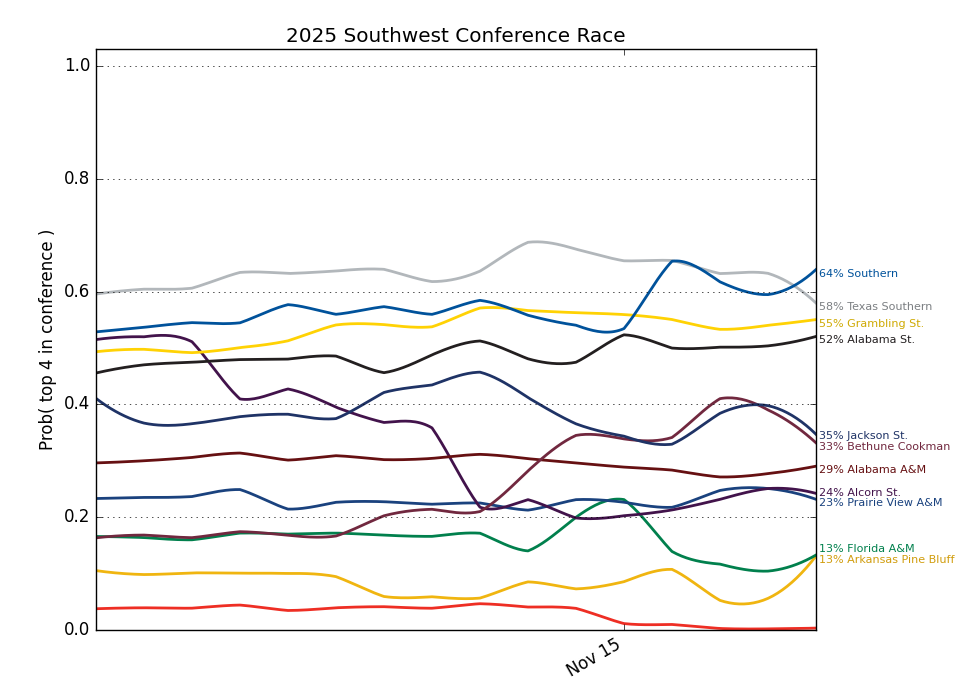 2025 Southwest Conference Race
Prob( top 4 in conference )
1.0
0.8
0.6
0.4
0.2
0.0
Nov 15
64% Southern
58% Texas Southern
55% Grambling St.
52% Alabama St.
35% Jackson St.
33% Bethune Cookman
29% Alabama A&M
24% Alcorn St.
23% Prairie View A&M
13% Florida A&M
13% Arkansas Pine Bluff